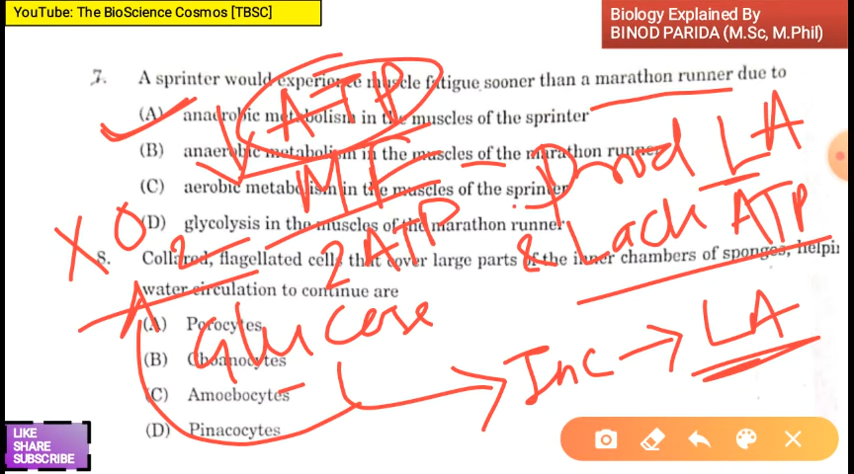 YouTube: The BioScience Cosmos [TBSC]
Biology Explained By
BINOD PARIDA (M.Sc, M.Phil)
7. A sprinter would experience muscle fatigue sooner than a marathon runner due to
(A) anaerobic metabolism in the muscles of the sprinter
(B) anaerobic metabolism in the muscles of the marathon runner
(C) aerobic metabolism in the muscles of the sprinter
(D) glycolysis in the muscles of the marathon runner
8. Collared, flagellated cells that cover large parts of the inner chambers of sponges, helpin
water circulation to continue are
(A) Porocytes
(B) Choanocytes
(C) Amoebocytes
(D) Pinacocytes
ATP
MF - Prod LA
X O2 2ATP & Lack ATP
Glucose
Inc → LA
LIKE
SHARE
SUBSCRIBE